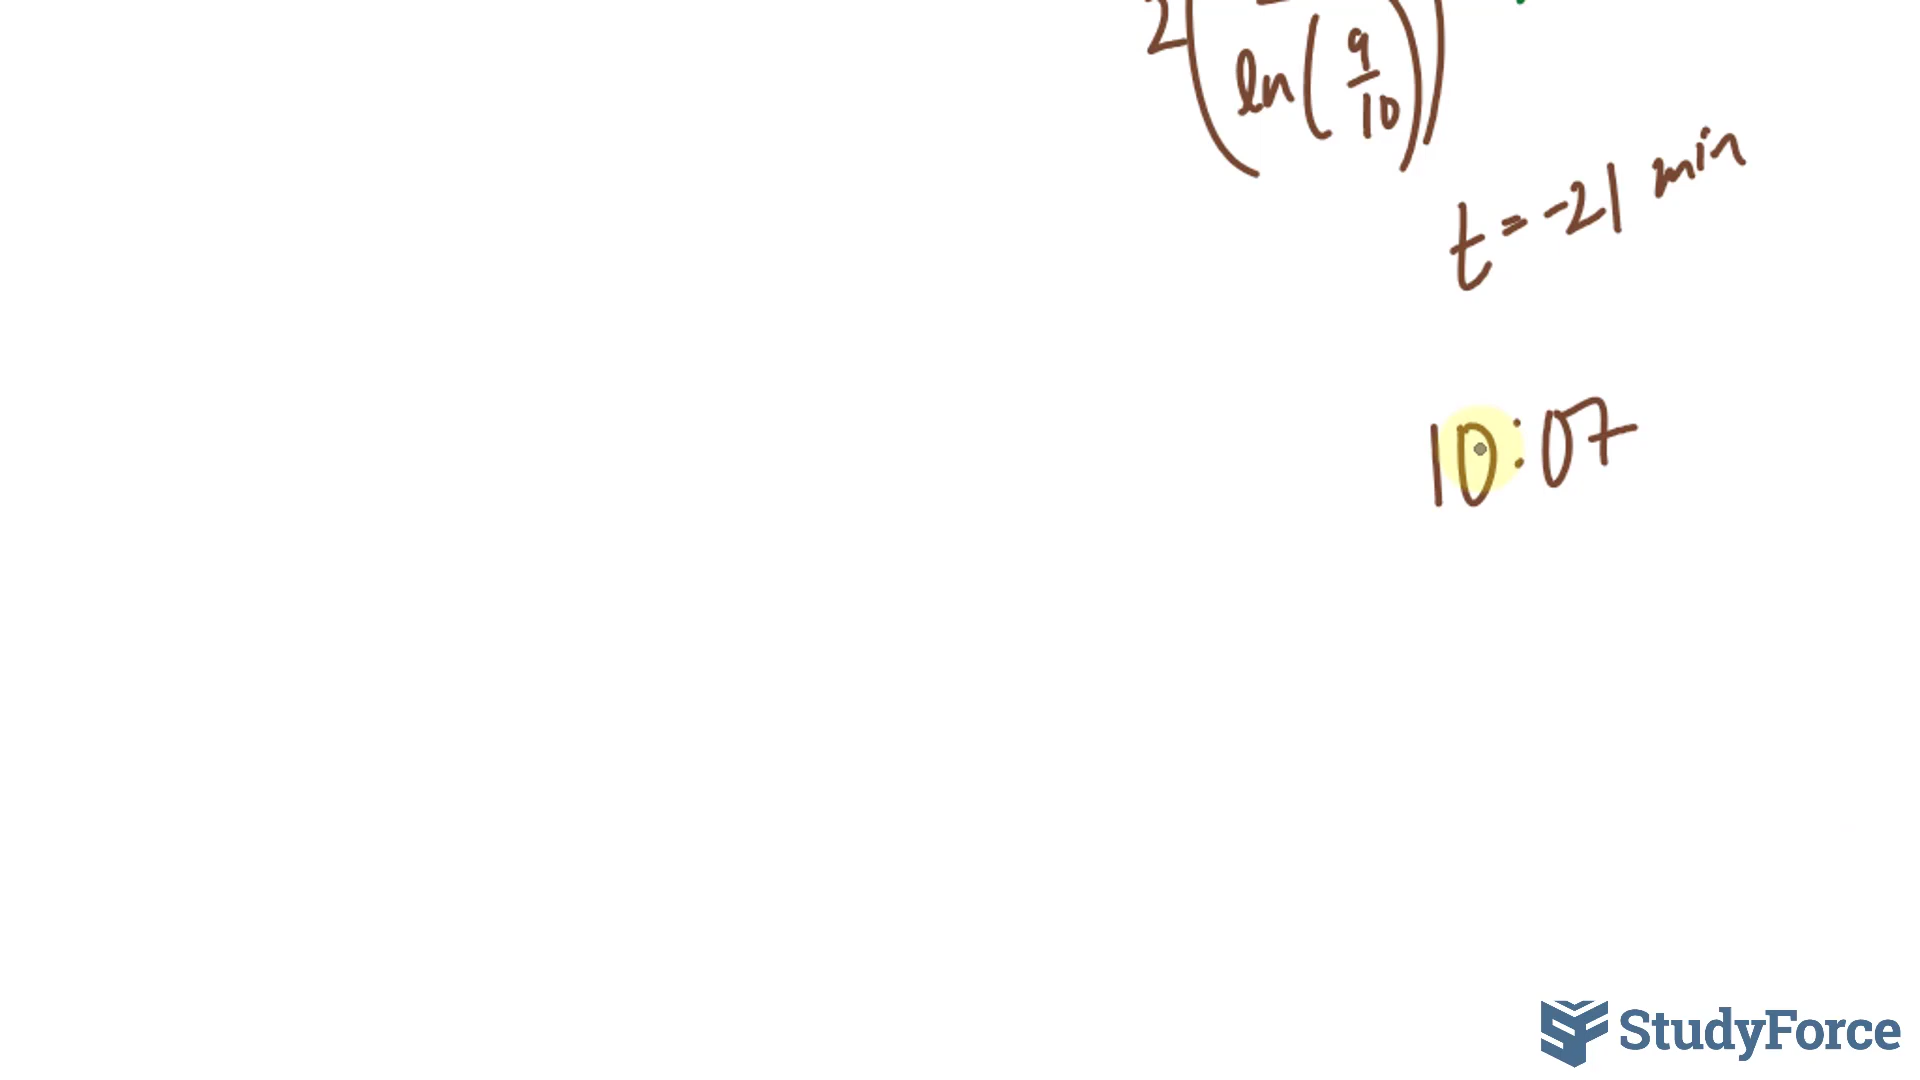 2
ln(9/10)
t = -21 min
10:07
StudyForce